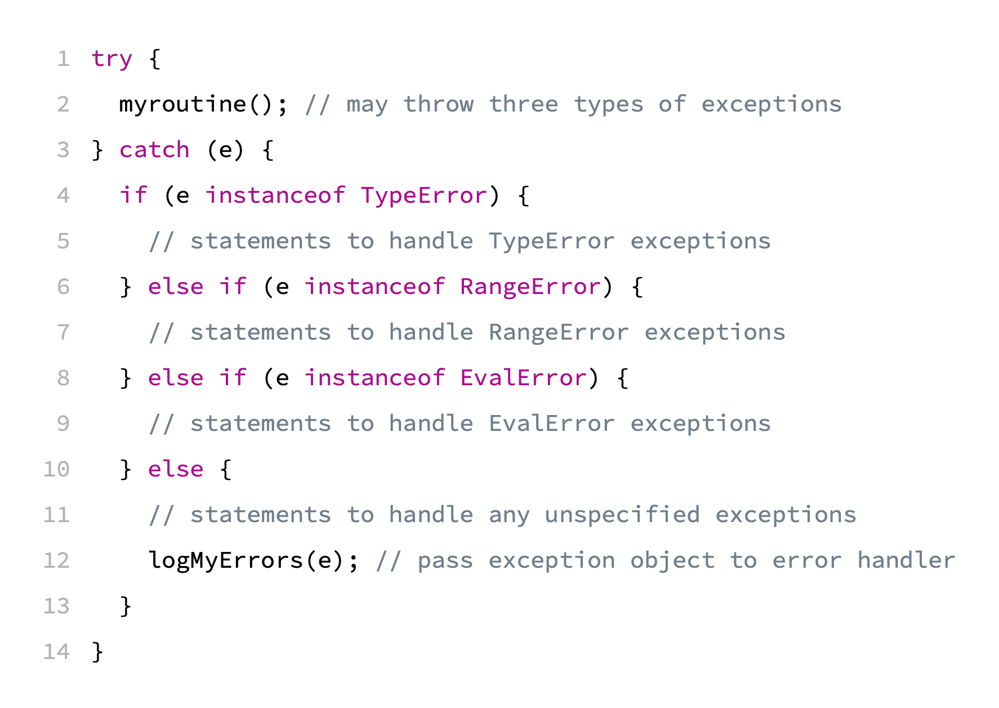 1 try {
2   myroutine(); // may throw three types of exceptions
3 } catch (e) {
4   if (e instanceof TypeError) {
5     // statements to handle TypeError exceptions
6   } else if (e instanceof RangeError) {
7     // statements to handle RangeError exceptions
8   } else if (e instanceof EvalError) {
9     // statements to handle EvalError exceptions
10   } else {
11     // statements to handle any unspecified exceptions
12     logMyErrors(e); // pass exception object to error handler
13   }
14 }